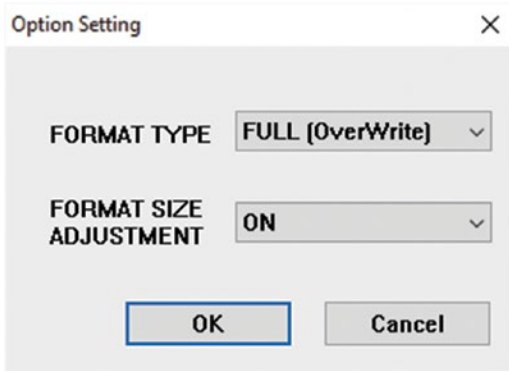 Option Setting
FORMAT TYPE FULL (OverWrite)
FORMAT SIZE
ADJUSTMENT ON
OK Cancel